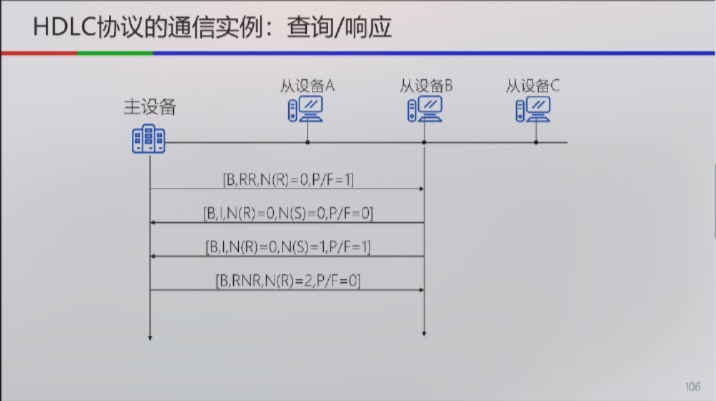 HDLC协议的通信实例：查询/响应
从设备A
从设备B
从设备C
主设备
[B,RR,N(R)=0,P/F=1]
[B,I,N(R)=0,N(S)=0,P/F=0]
[B,I,N(R)=0,N(S)=1,P/F=1]
[B,RNR,N(R)=2,P/F=0]
106